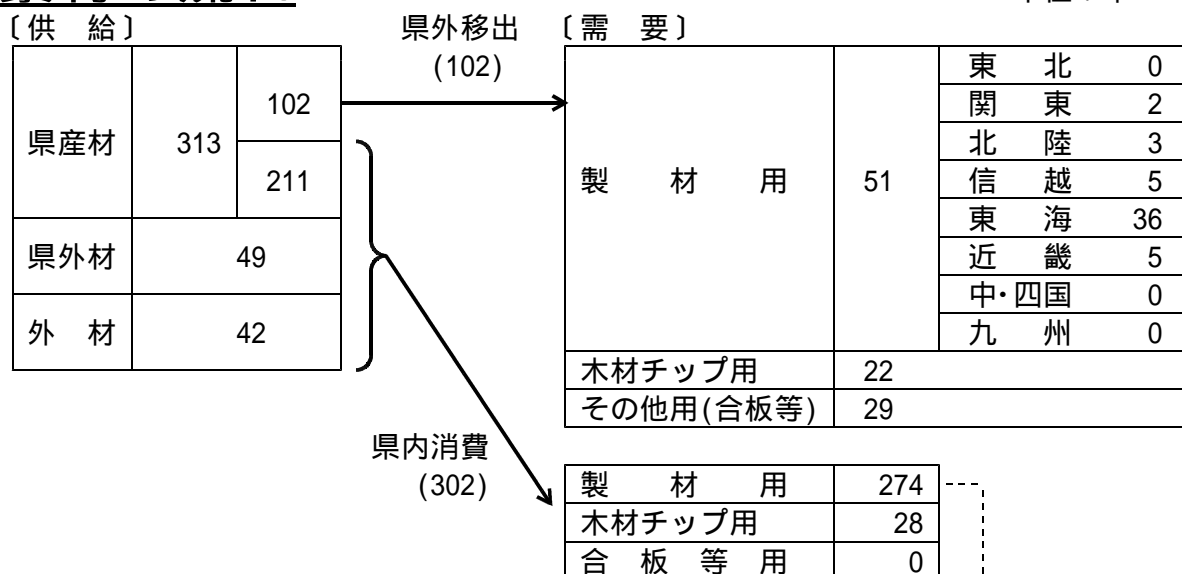 〔供 給〕 県外移出 〔需 要〕
(102)
県産材 313 102
211
県外材 49
外 材 42
製 材 用 51
東 北 0
関 東 2
北 陸 3
信 越 5
東 海 36
近 畿 5
中・四国 0
九 州 0
木材チップ用 22
その他用(合板等) 29
県内消費
(302)
製 材 用 274
木材チップ用 28
合 板 等 用 0